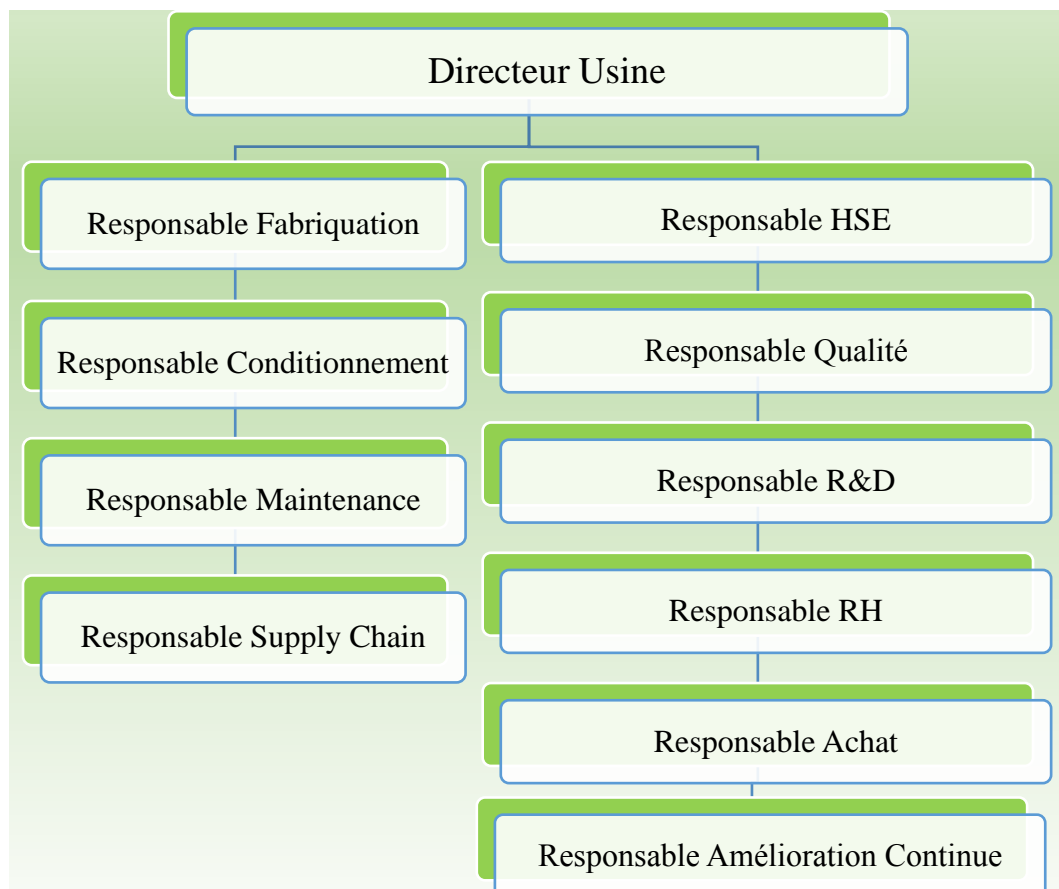 Directeur Usine
Responsable Fabriquation
Responsable Conditionnement
Responsable Maintenance
Responsable Supply Chain
Responsable HSE
Responsable Qualité
Responsable R&D
Responsable RH
Responsable Achat
Responsable Amélioration Continue